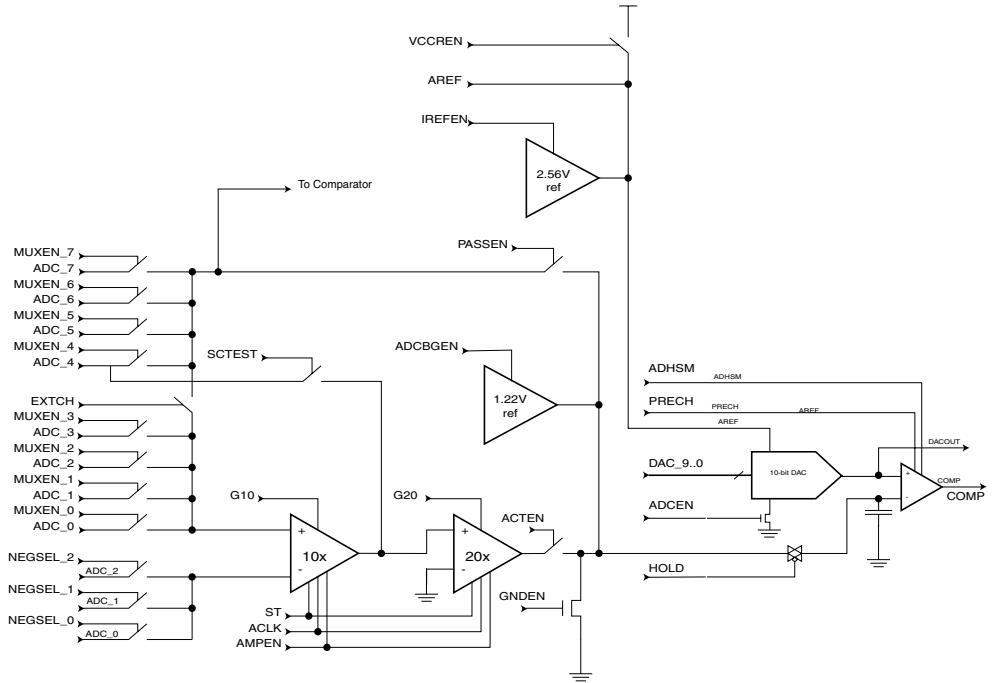 VCCREN
AREF
IREFEN
2.56V
ref
To Comparator
PASSEN
MUXEN_7
ADC_7
MUXEN_6
ADC_6
MUXEN_5
ADC_5
MUXEN_4
ADC_4
SCTEST
ADCBGEN
1.22V
ref
EXTCH
MUXEN_3
ADC_3
MUXEN_2
ADC_2
MUXEN_1
ADC_1
MUXEN_0
ADC_0
NEGSEL_2
ADC_2
NEGSEL_1
ADC_1
NEGSEL_0
ADC_0
G10
+
10x
-
G20
+
20x
-
ACTEN
ST
ACLK
AMPEN
GNDEN
ADHSM
ADHSM
PRECH
PRECH
AREF
AREF
DAC_9..0
10-bit DAC
DACOUT
+
-
COMP
COMP
ADCEN
HOLD